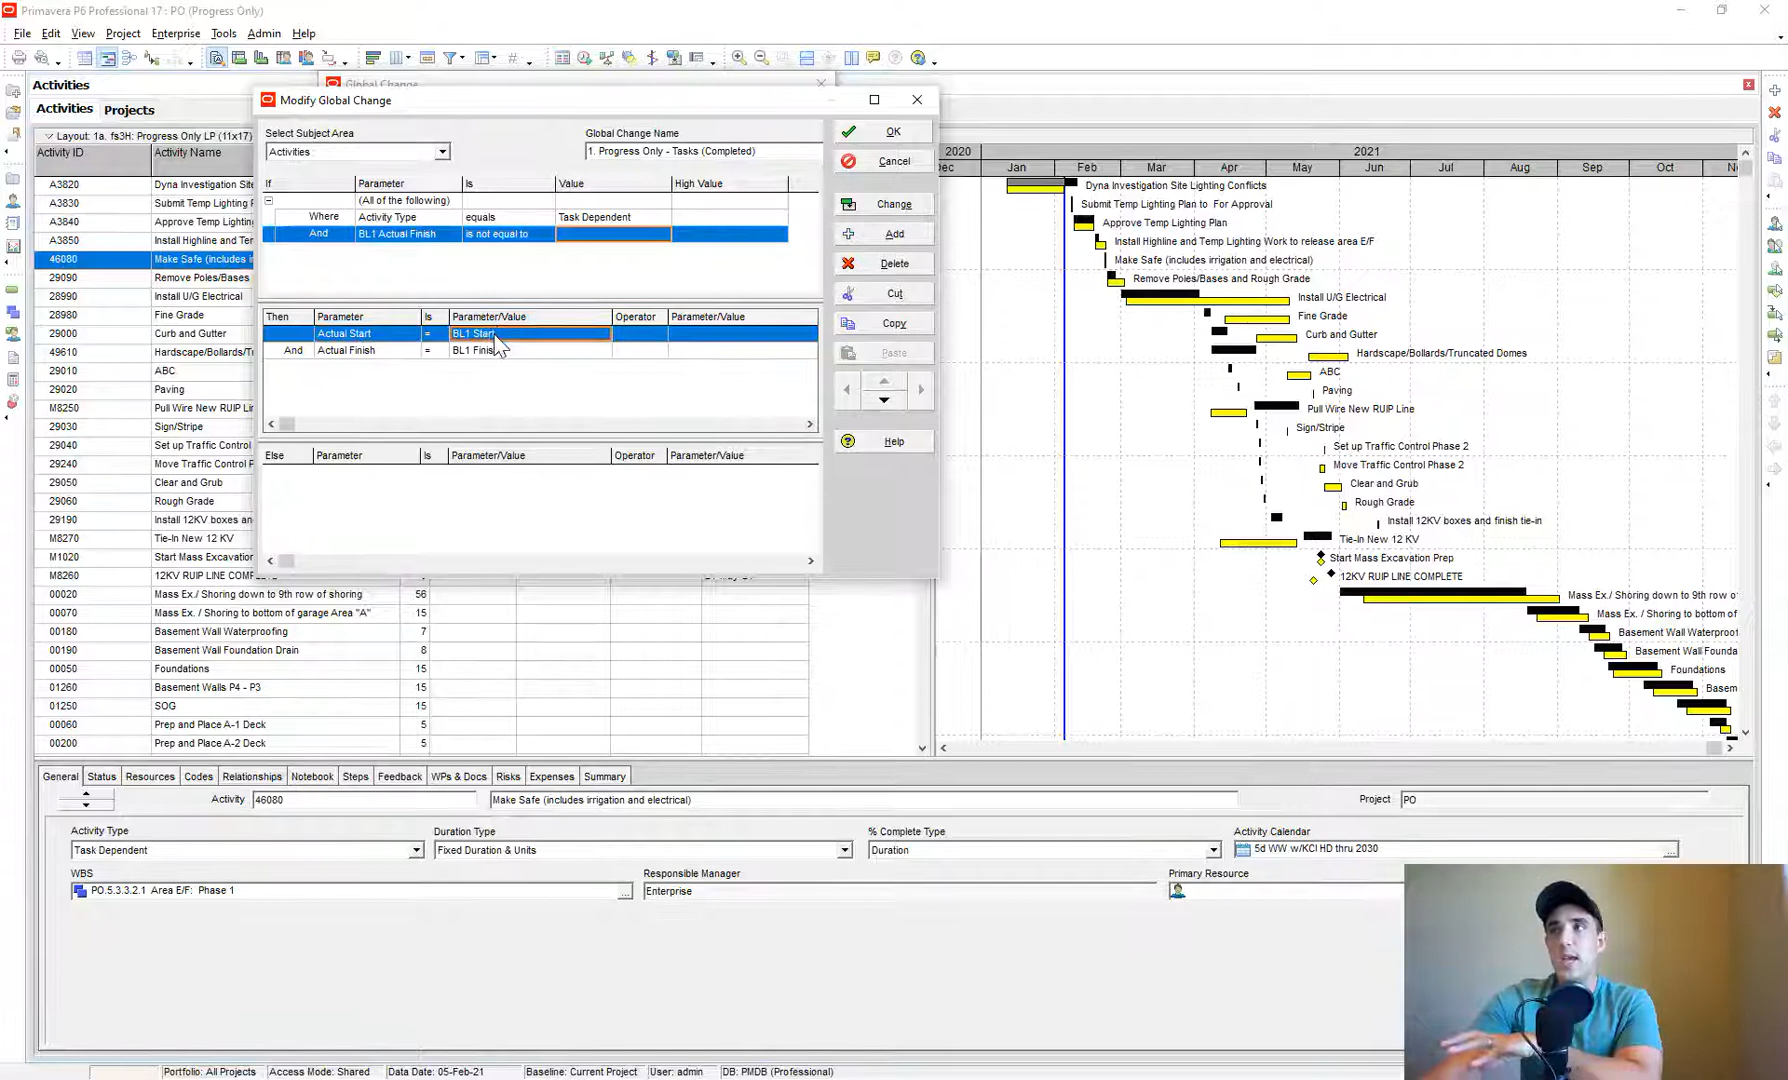 Primavera P6 Professional 17 : PO (Progress Only)
File Edit View Project Enterprise Tools Admin Help
Activities
Activities Projects
Layout: 1a. fs3H: Progress Only LP (11x17)
Activity ID Activity Name
A3820 Dyna Investigation Site
A3830 Submit Temp Lighting P
A3840 Approve Temp Lighting
A3850 Install Highline and Temp
46080 Make Safe (includes ir
29090 Remove Poles/Bases
28990 Install U/G Electrical
28980 Fine Grade
29000 Curb and Gutter
49610 Hardscape/Bollards/Tr
29010 ABC
29020 Paving
M8250 Pull Wire New RUIP Lin
29030 Sign/Stripe
29040 Set up Traffic Control P
29240 Move Traffic Control P
29050 Clear and Grub
29060 Rough Grade
29190 Install 12KV boxes and
M8270 Tie-In New 12 KV
M1020 Start Mass Excavation
M8260 12KV RUIP LINE COMPLETE
00020 Mass Ex./ Shoring down to 9th row of shoring 56
00070 Mass Ex. / Shoring to bottom of garage Area "A" 15
00180 Basement Wall Waterproofing 7
00190 Basement Wall Foundation Drain 8
00050 Foundations 15
01260 Basement Walls P4 - P3 15
01250 SOG 15
00060 Prep and Place A-1 Deck 5
00200 Prep and Place A-2 Deck 5
Global Change
Modify Global Change
Select Subject Area Global Change Name
Activities 1. Progress Only - Tasks (Completed)
If Parameter Is Value High Value
(All of the following)
Where Activity Type equals Task Dependent
And BL1 Actual Finish is not equal to
Then Parameter Is Parameter/Value Operator Parameter/Value
Actual Start = BL1 Start
And Actual Finish = BL1 Finish
Else Parameter Is Parameter/Value Operator Parameter/Value
OK
Cancel
Change
Add
Delete
Cut
Copy
Paste
Help
2020 2021
Dec Jan Feb Mar Apr May Jun Jul Aug Sep Oct
Dyna Investigation Site Lighting Conflicts
Submit Temp Lighting Plan to For Approval
Approve Temp Lighting Plan
Install Highline and Temp Lighting Work to release area E/F
Make Safe (includes irrigation and electrical)
Remove Poles/Bases and Rough Grade
Install U/G Electrical
Fine Grade
Curb and Gutter
Hardscape/Bollards/Truncated Domes
ABC
Paving
Pull Wire New RUIP Line
Sign/Stripe
Set up Traffic Control Phase 2
Move Traffic Control Phase 2
Clear and Grub
Rough Grade
Install 12KV boxes and finish tie-in
Tie-In New 12 KV
Start Mass Excavation Prep
12KV RUIP LINE COMPLETE
Mass Ex./ Shoring down to 9th row o
Mass Ex. / Shoring to bottom of
Basement Wall Waterproof
Basement Wall Founda
Foundations
Basem
General Status Resources Codes Relationships Notebook Steps Feedback WPs & Docs Risks Expenses Summary
Activity 46080 Make Safe (includes irrigation and electrical) Project PO
Activity Type Duration Type % Complete Type Activity Calendar
Task Dependent Fixed Duration & Units Duration 5d WW w/KCI HD thru 2030
WBS Responsible Manager Primary Resource
PO.5.3.3.2.1 Area E/F: Phase 1 Enterprise
Portfolio: All Projects Access Mode: Shared Data Date: 05-Feb-21 Baseline: Current Project User: admin DB: PMDB (Professional)